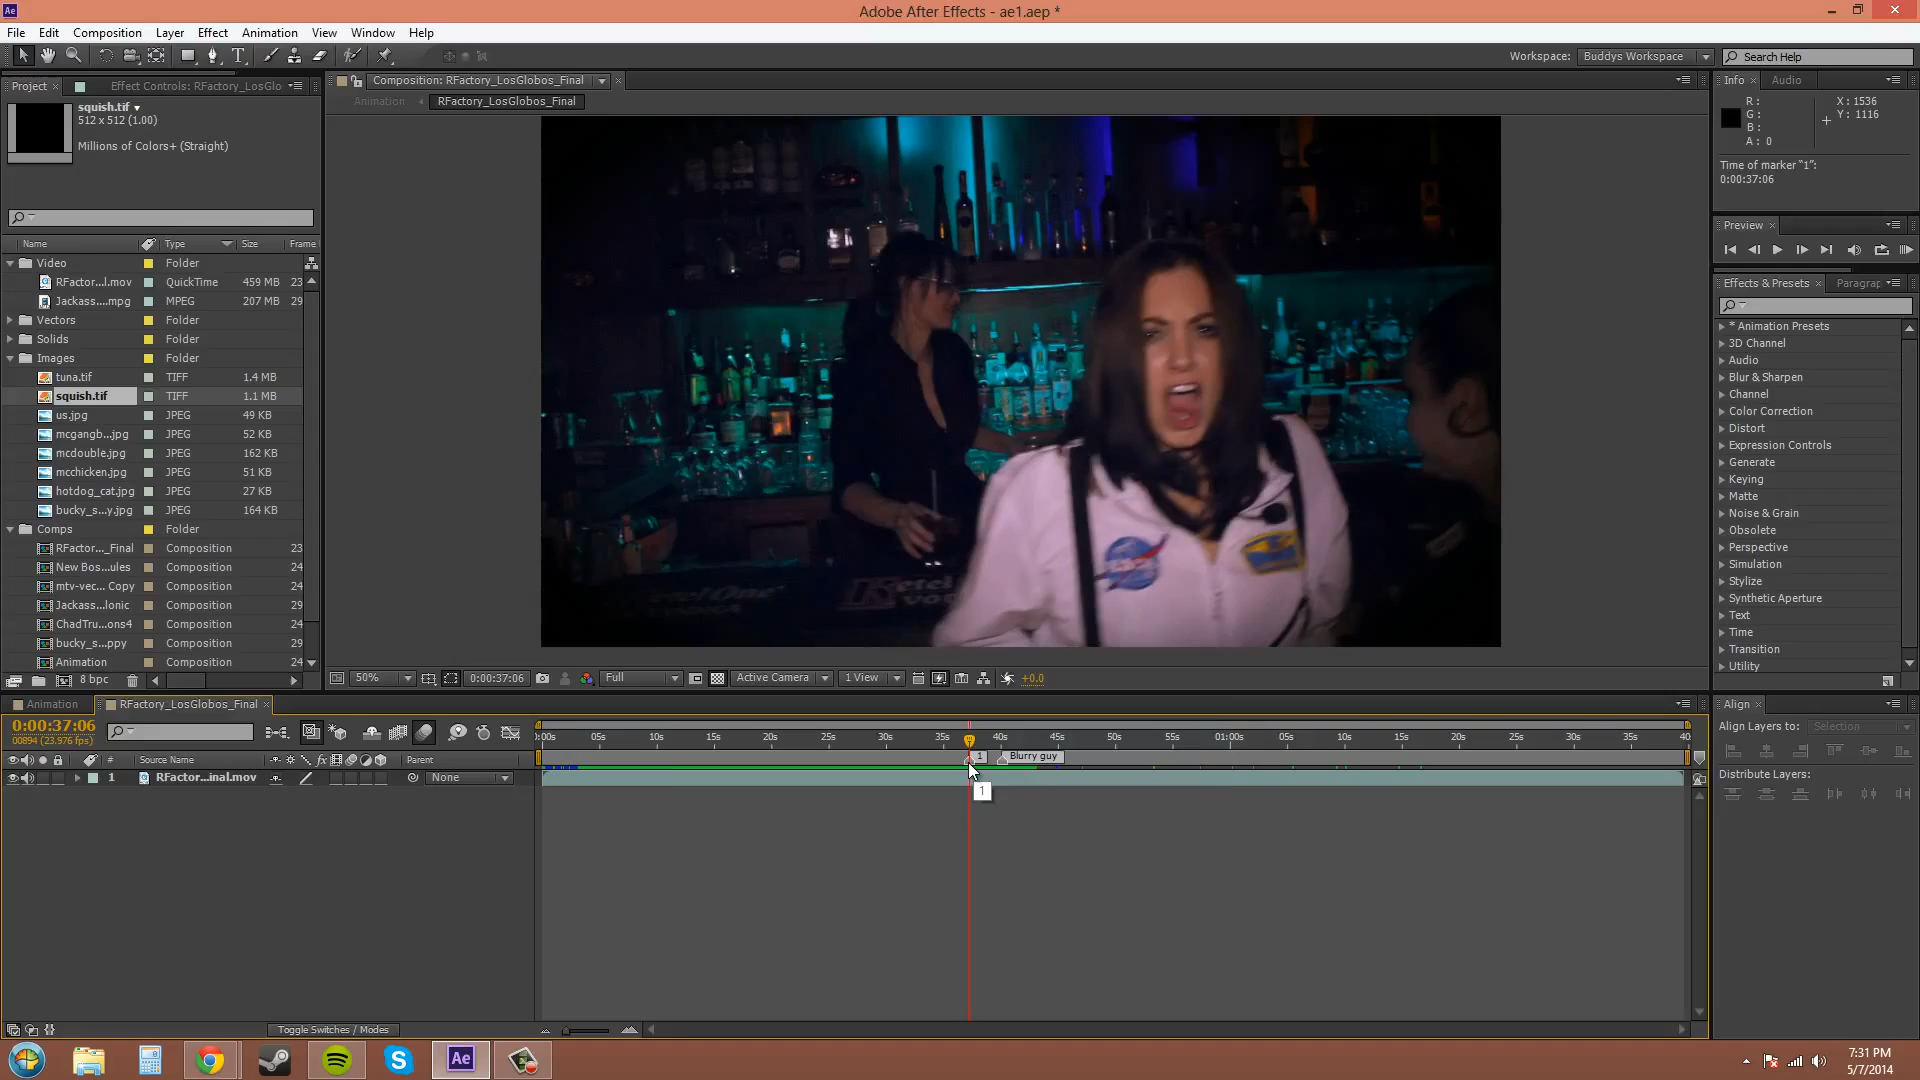 Adobe After Effects - ae1.aep *
File Edit Composition Layer Effect Animation View Window Help
Workspace: Buddys Workspace Search Help
Project Effect Controls: RFactory_LosGlo
squish.tif
512 x 512 (1.00)
Millions of Colors+ (Straight)
Composition: RFactory_LosGlobos_Final
Animation RFactory_LosGlobos_Final
Info Audio
R: X: 1536
G: Y: 1116
B:
A: 0
Time of marker "1":
0:00:37:06
Preview
Effects & Presets Paragrap
* Animation Presets
3D Channel
Audio
Blur & Sharpen
Channel
Color Correction
Distort
Expression Controls
Generate
Keying
Matte
Noise & Grain
Obsolete
Perspective
Simulation
Stylize
Synthetic Aperture
Text
Time
Transition
Utility
Name Type Size Frame
Video Folder
RFactor...l.mov QuickTime 459 MB 23
Jackass....mpg MPEG 207 MB 29
Vectors Folder
Solids Folder
Images Folder
tuna.tif TIFF 1.4 MB
squish.tif TIFF 1.1 MB
us.jpg JPEG 49 KB
mcgangb...jpg JPEG 52 KB
mcdouble.jpg JPEG 162 KB
mcchicken.jpg JPEG 51 KB
hotdog_cat.jpg JPEG 27 KB
bucky_s...y.jpg JPEG 164 KB
Comps Folder
RFactor..._Final Composition 23
New Bos...ules Composition 24
mtv-vec... Copy Composition 24
Jackass...lonic Composition 29
ChadTru...ons4 Composition 24
bucky_s...ppy Composition 29
Animation Composition 24
8 bpc
NASA
Ketel One
VODKA
Ketel
VO
50% 0:00:37:06 Full Active Camera 1 View +0.0
Animation RFactory_LosGlobos_Final
0:00:37:06
00894 (23.976 fps)
# Source Name Parent
1 RFactor...inal.mov None
0:00s 05s 10s 15s 20s 25s 30s 35s 40s 45s 50s 55s 01:00s 05s 10s 15s 20s 25s 30s 35s 40
1 Blurry guy
1
Align
Align Layers to: Selection
Distribute Layers:
Toggle Switches / Modes
7:31 PM
5/7/2014